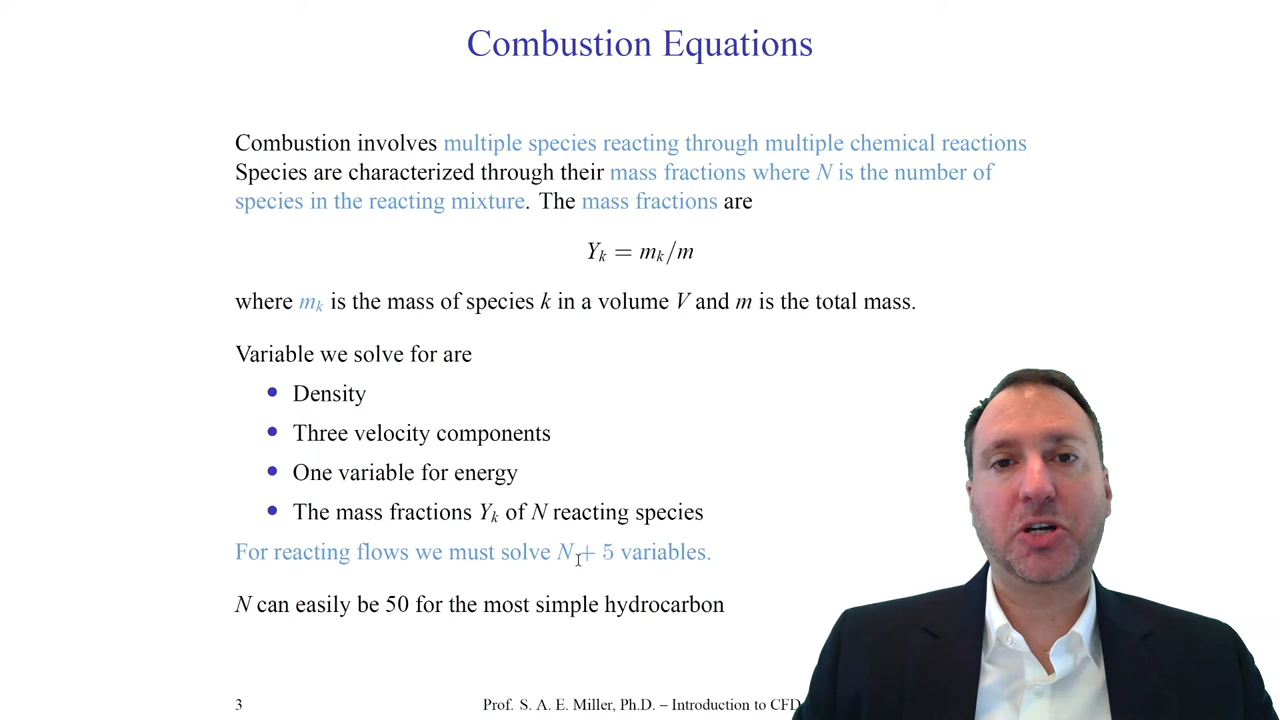 Combustion Equations
Combustion involves multiple species reacting through multiple chemical reactions
Species are characterized through their mass fractions where N is the number of
species in the reacting mixture. The mass fractions are
Yₖ = mₖ/m
where mₖ is the mass of species k in a volume V and m is the total mass.
Variable we solve for are
• Density
• Three velocity components
• One variable for energy
• The mass fractions Yₖ of N reacting species
For reacting flows we must solve N + 5 variables.
N can easily be 50 for the most simple hydrocarbon
3
Prof. S. A. E. Miller, Ph.D. – Introduction to CFD